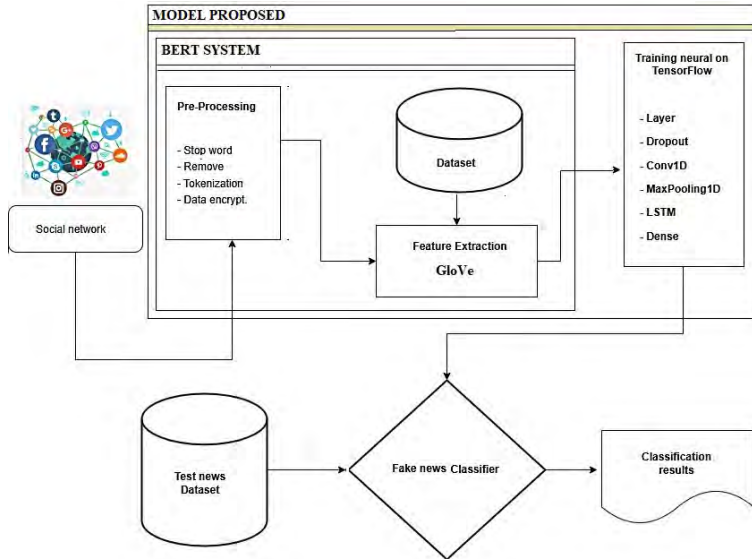 MODEL PROPOSED
BERT SYSTEM
Pre-Processing
- Stop word
- Remove
- Tokenization
- Data encrypt.
Dataset
Feature Extraction
GloVe
Training neural on
TensorFlow
- Layer
- Dropout
- Conv1D
- MaxPooling1D
- LSTM
- Dense
Social network
Test news
Dataset
Fake news Classifier
Classification
results